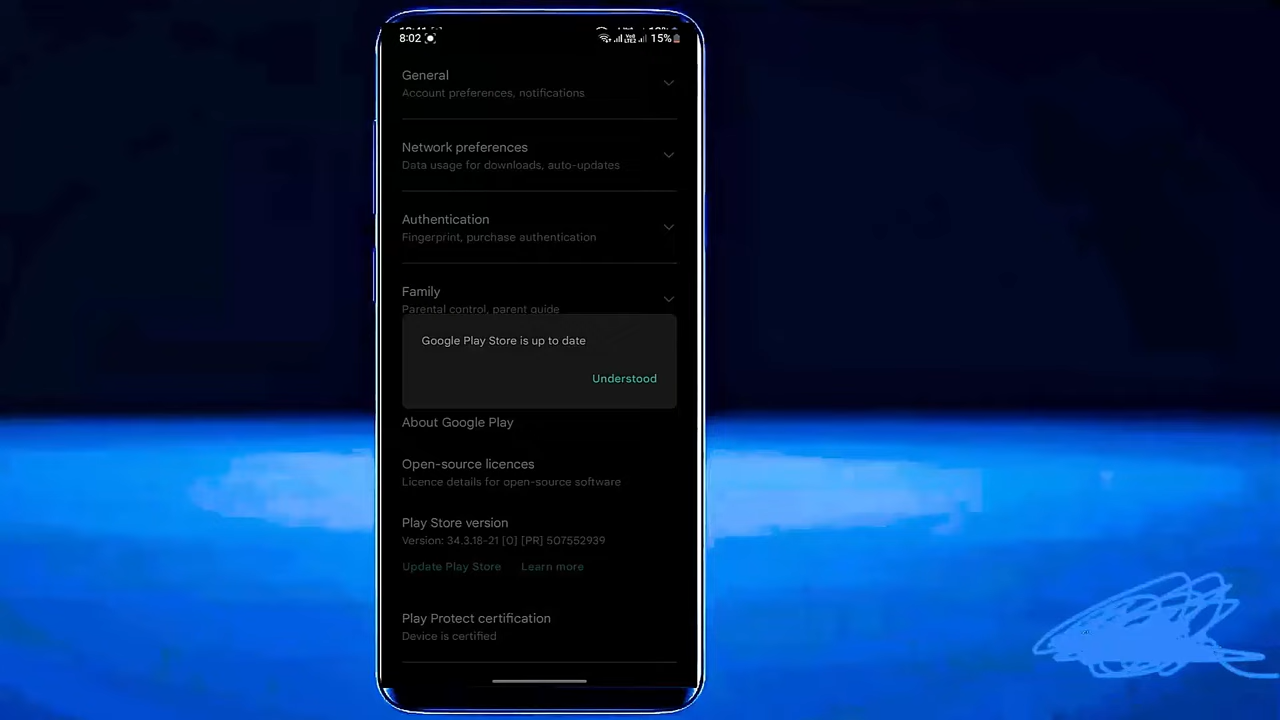 8:02 15%
General
Account preferences, notifications
Network preferences
Data usage for downloads, auto-updates
Authentication
Fingerprint, purchase authentication
Family
Parental control, parent guide
Google Play Store is up to date
Understood
About Google Play
Open-source licences
Licence details for open-source software
Play Store version
Version: 34.3.18-21 [0] [PR] 507552939
Update Play Store Learn more
Play Protect certification
Device is certified